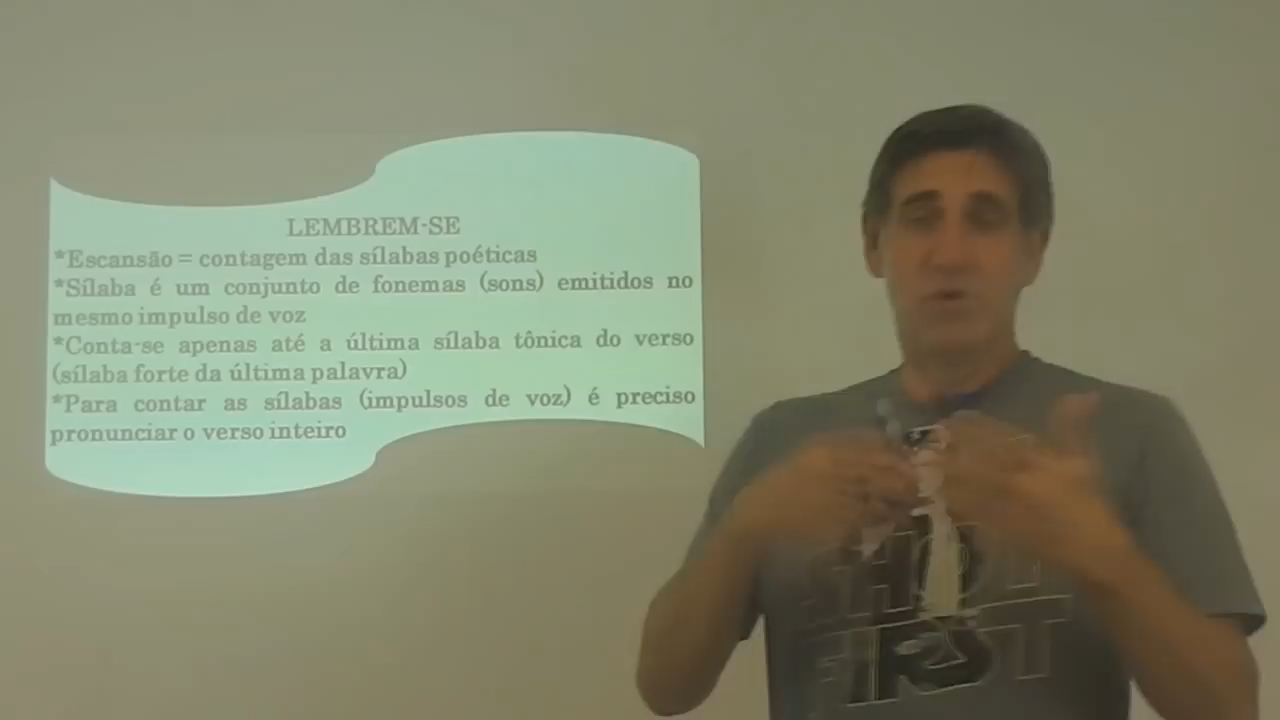 LEMBREM-SE
*Escansão = contagem das sílabas poéticas
*Sílaba é um conjunto de fonemas (sons) emitidos no
mesmo impulso de voz
*Conta-se apenas até a última sílaba tônica do verso
(sílaba forte da última palavra)
*Para contar as sílabas (impulsos de voz) é preciso
pronunciar o verso inteiro